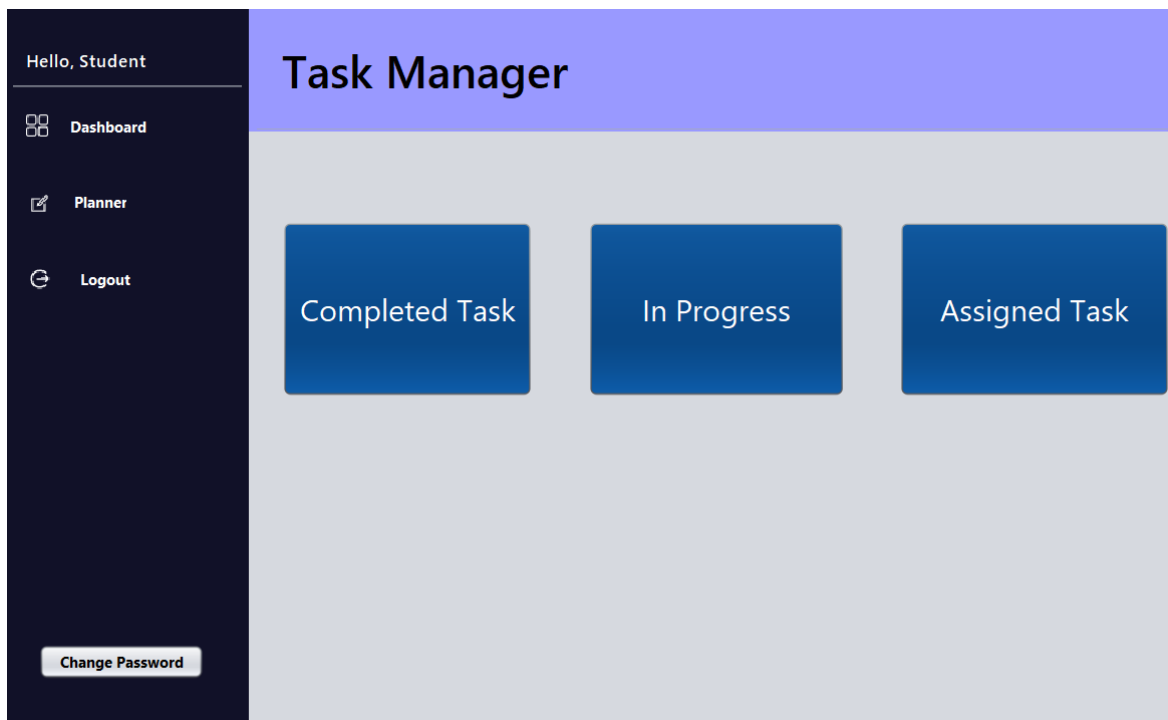 Hello, Student
Dashboard
Planner
Logout
Change Password
Task Manager
Completed Task
In Progress
Assigned Task